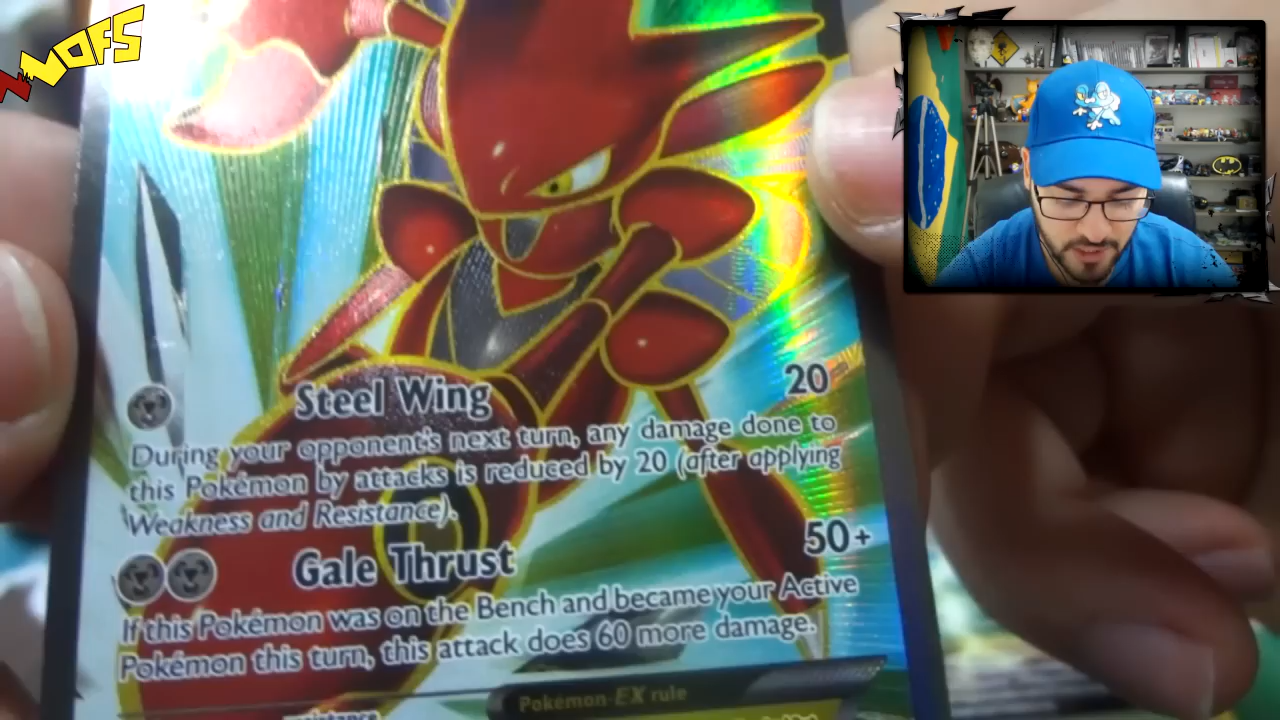 MOFS
Steel Wing 20
During your opponent's next turn, any damage done to
this Pokémon by attacks is reduced by 20 (after applying
Weakness and Resistance).
Gale Thrust 50+
If this Pokémon was on the Bench and became your Active
Pokémon this turn, this attack does 60 more damage.
Pokémon-EX rule